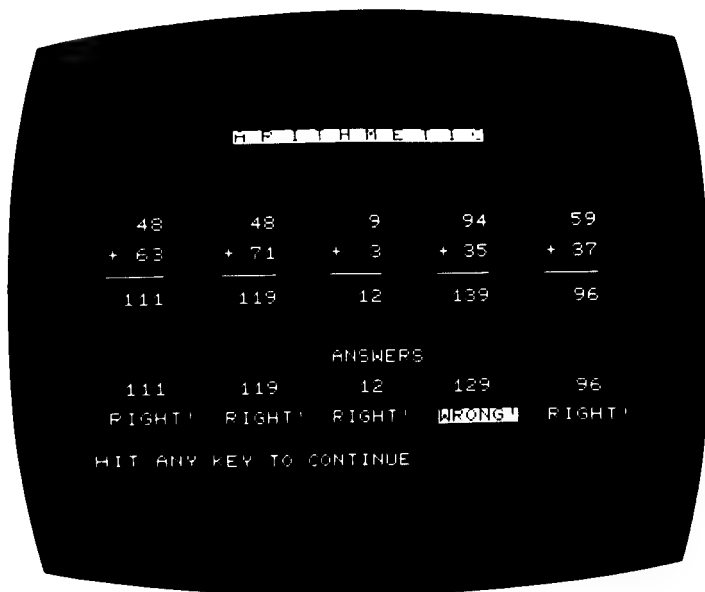 A R I T H M E T I C
48 48 9 94 59
+ 63 + 71 + 3 + 35 + 37
111 119 12 139 96
ANSWERS
111 119 12 129 96
RIGHT! RIGHT! RIGHT! WRONG! RIGHT!
HIT ANY KEY TO CONTINUE